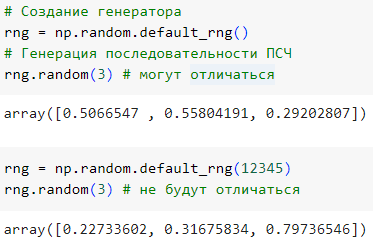 # Создание генератора
rng = np.random.default_rng()
# Генерация последовательности ПСЧ
rng.random(3) # могут отличаться
array([0.5066547 , 0.55804191, 0.29202807])
rng = np.random.default_rng(12345)
rng.random(3) # не будут отличаться
array([0.22733602, 0.31675834, 0.79736546])